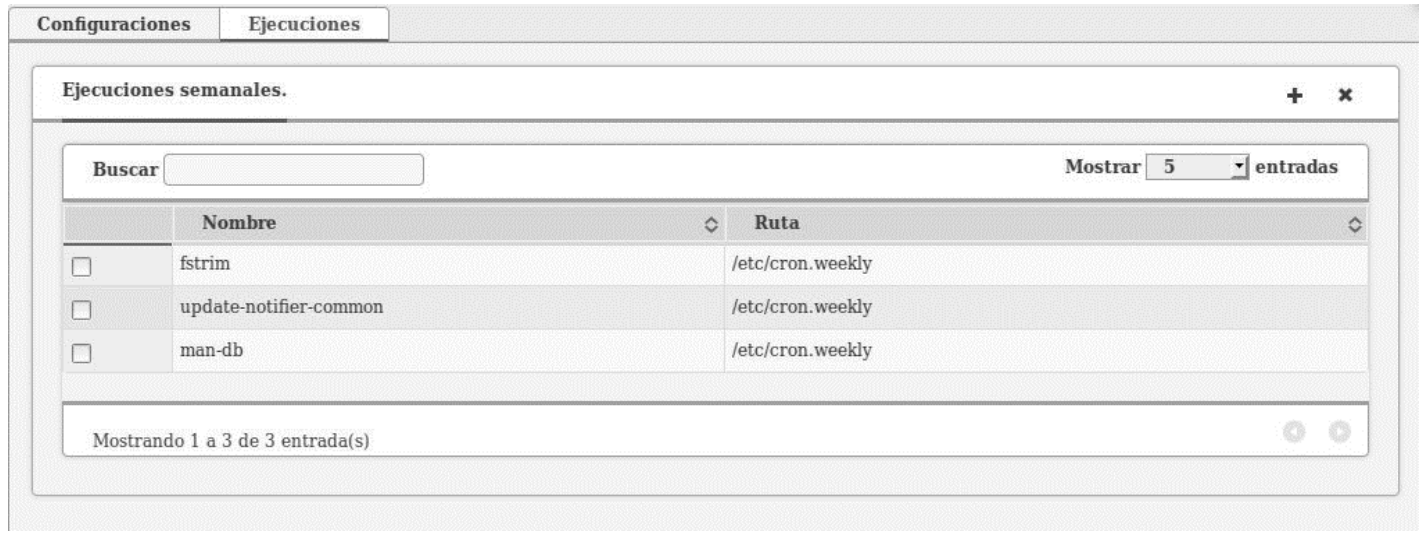 Configuraciones Ejecuciones
Ejecuciones semanales.
Buscar Mostrar 5 entradas
Nombre Ruta
fstrim /etc/cron.weekly
update-notifier-common /etc/cron.weekly
man-db /etc/cron.weekly
Mostrando 1 a 3 de 3 entrada(s)